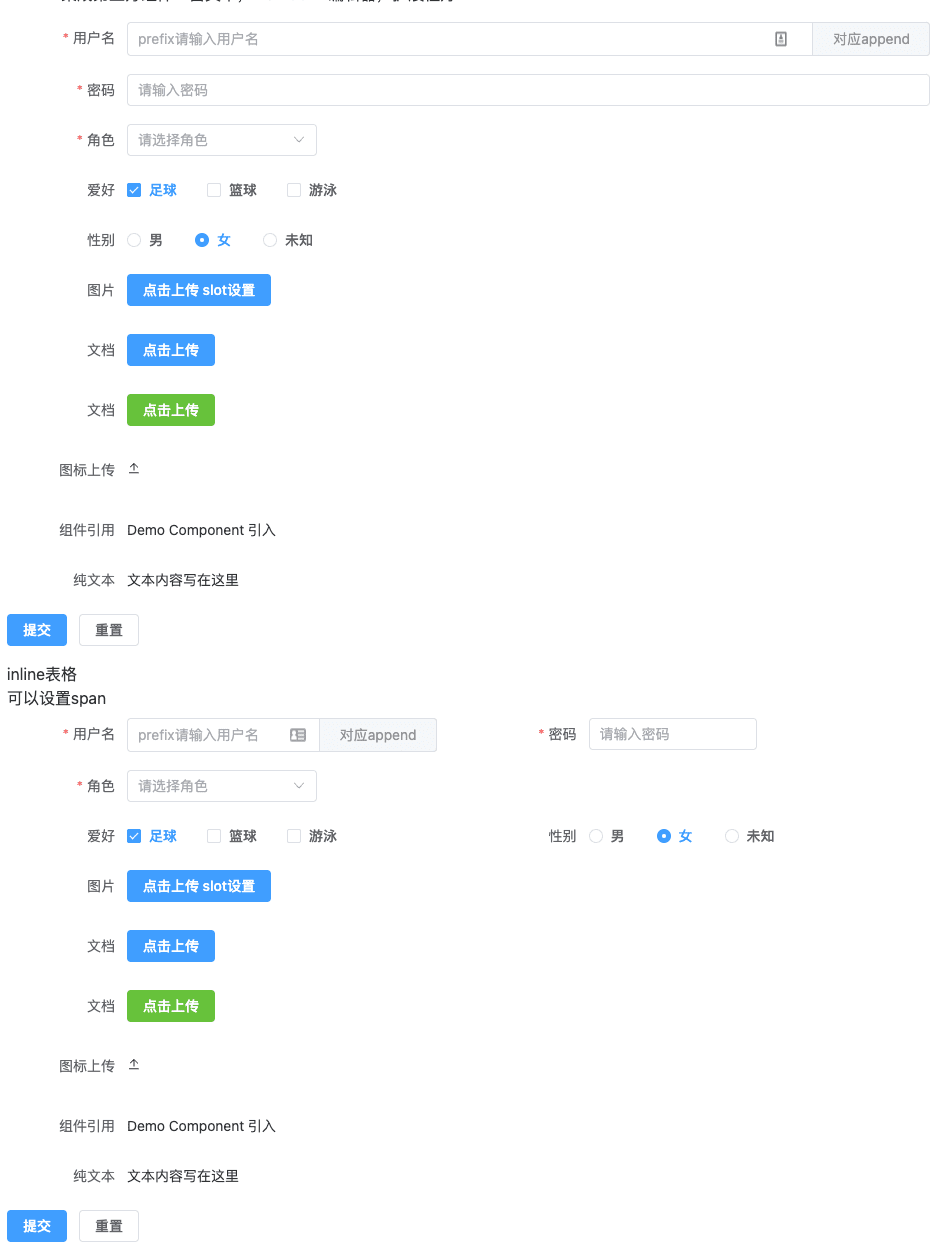 * 用户名 prefix请输入用户名 对应append
* 密码 请输入密码
* 角色 请选择角色
爱好 足球 篮球 游泳
性别 男 女 未知
图片 点击上传 slot设置
文档 点击上传
文档 点击上传
图标上传
组件引用 Demo Component 引入
纯文本 文本内容写在这里
提交 重置
inline表格
可以设置span
* 用户名 prefix请输入用户名 对应append * 密码 请输入密码
* 角色 请选择角色
爱好 足球 篮球 游泳 性别 男 女 未知
图片 点击上传 slot设置
文档 点击上传
文档 点击上传
图标上传
组件引用 Demo Component 引入
纯文本 文本内容写在这里
提交 重置